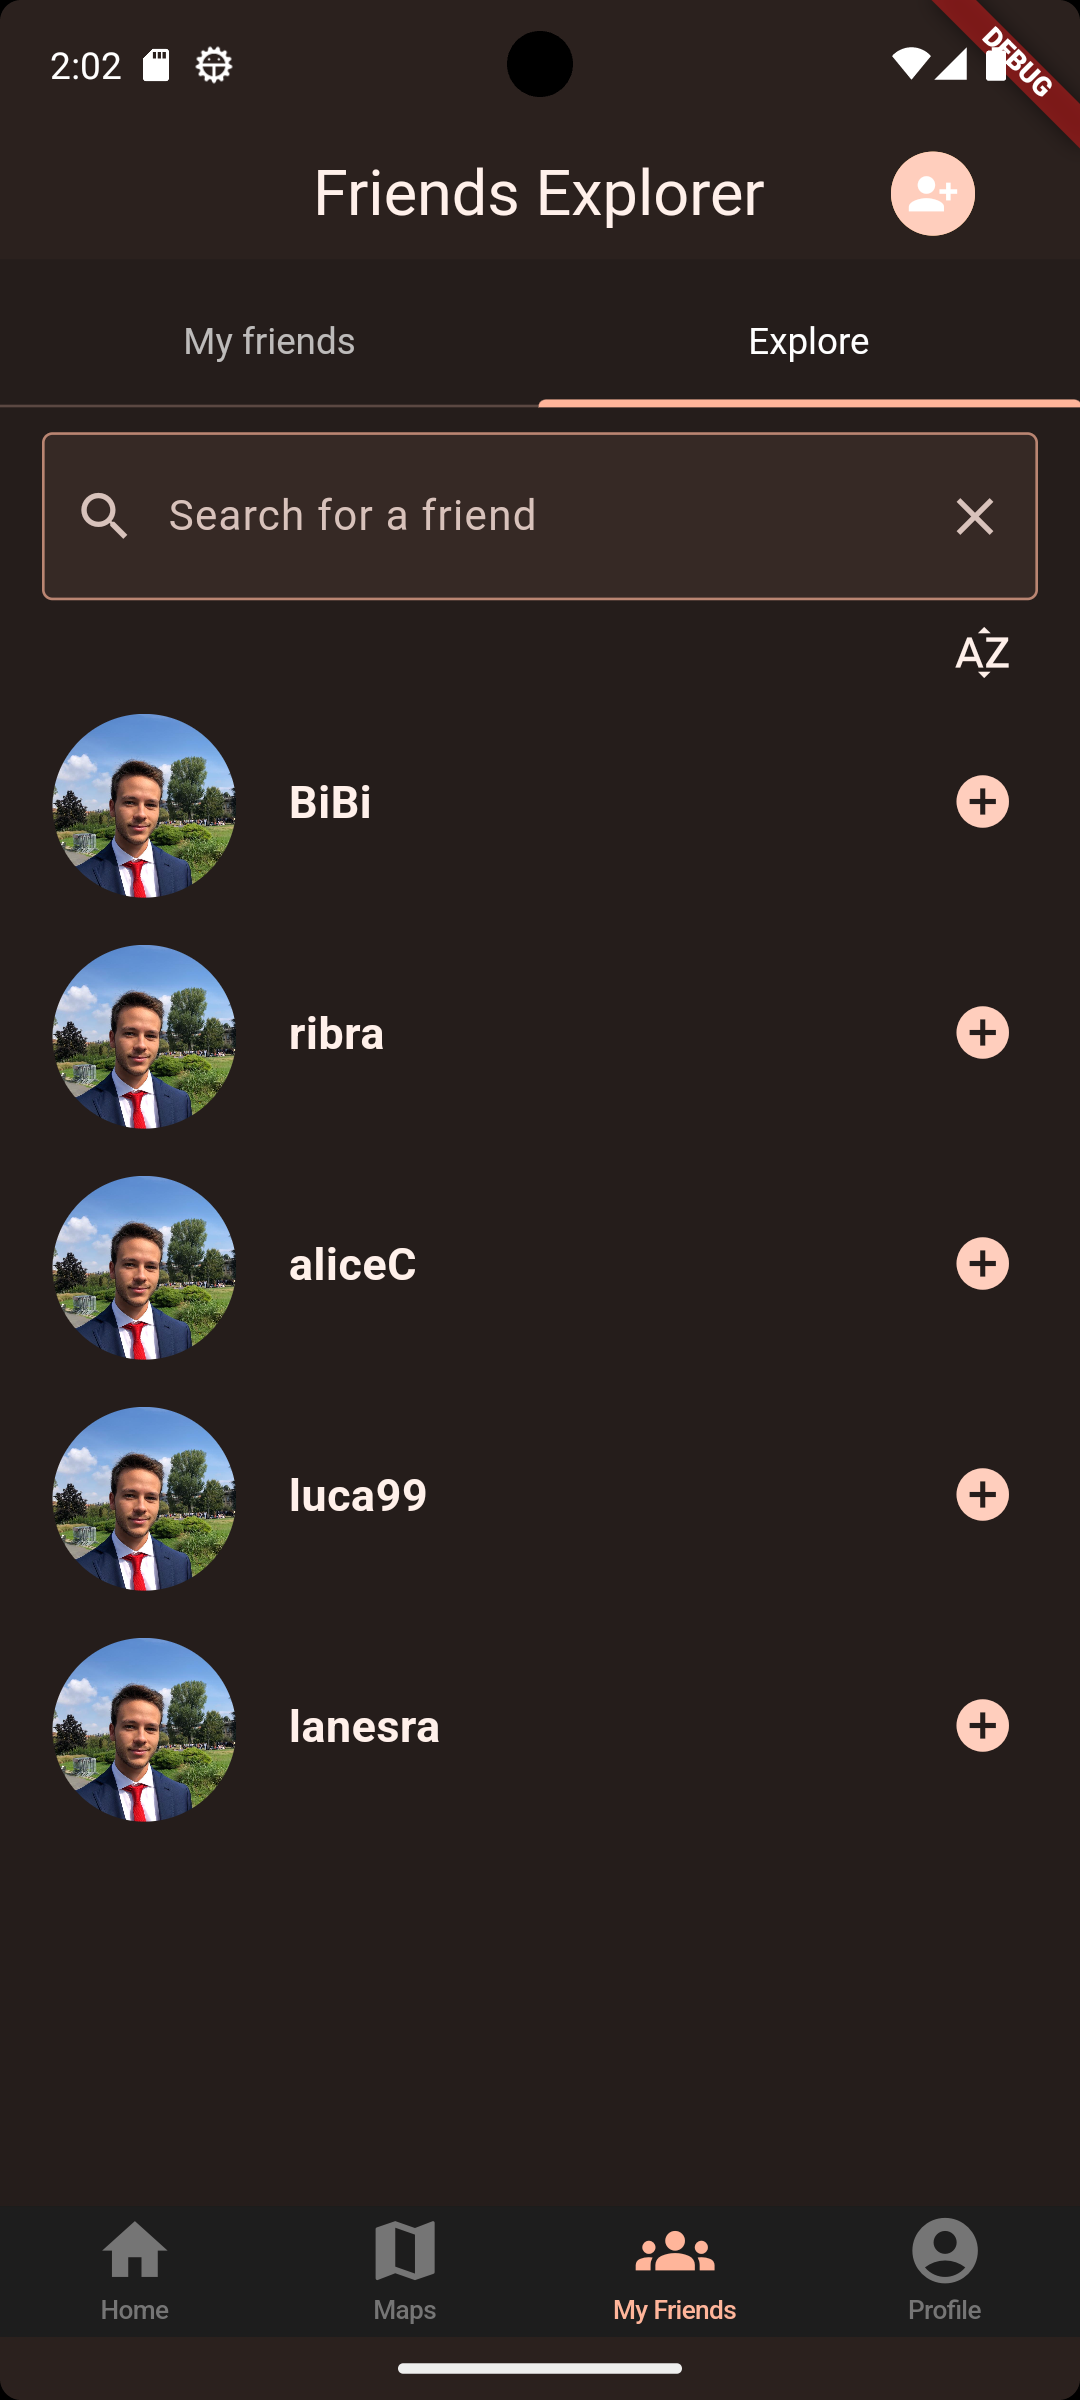 2:02
DEBUG
Friends Explorer
My friends
Explore
Search for a friend
AZ
BiBi
ribra
aliceC
luca99
lanesra
Home
Maps
My Friends
Profile